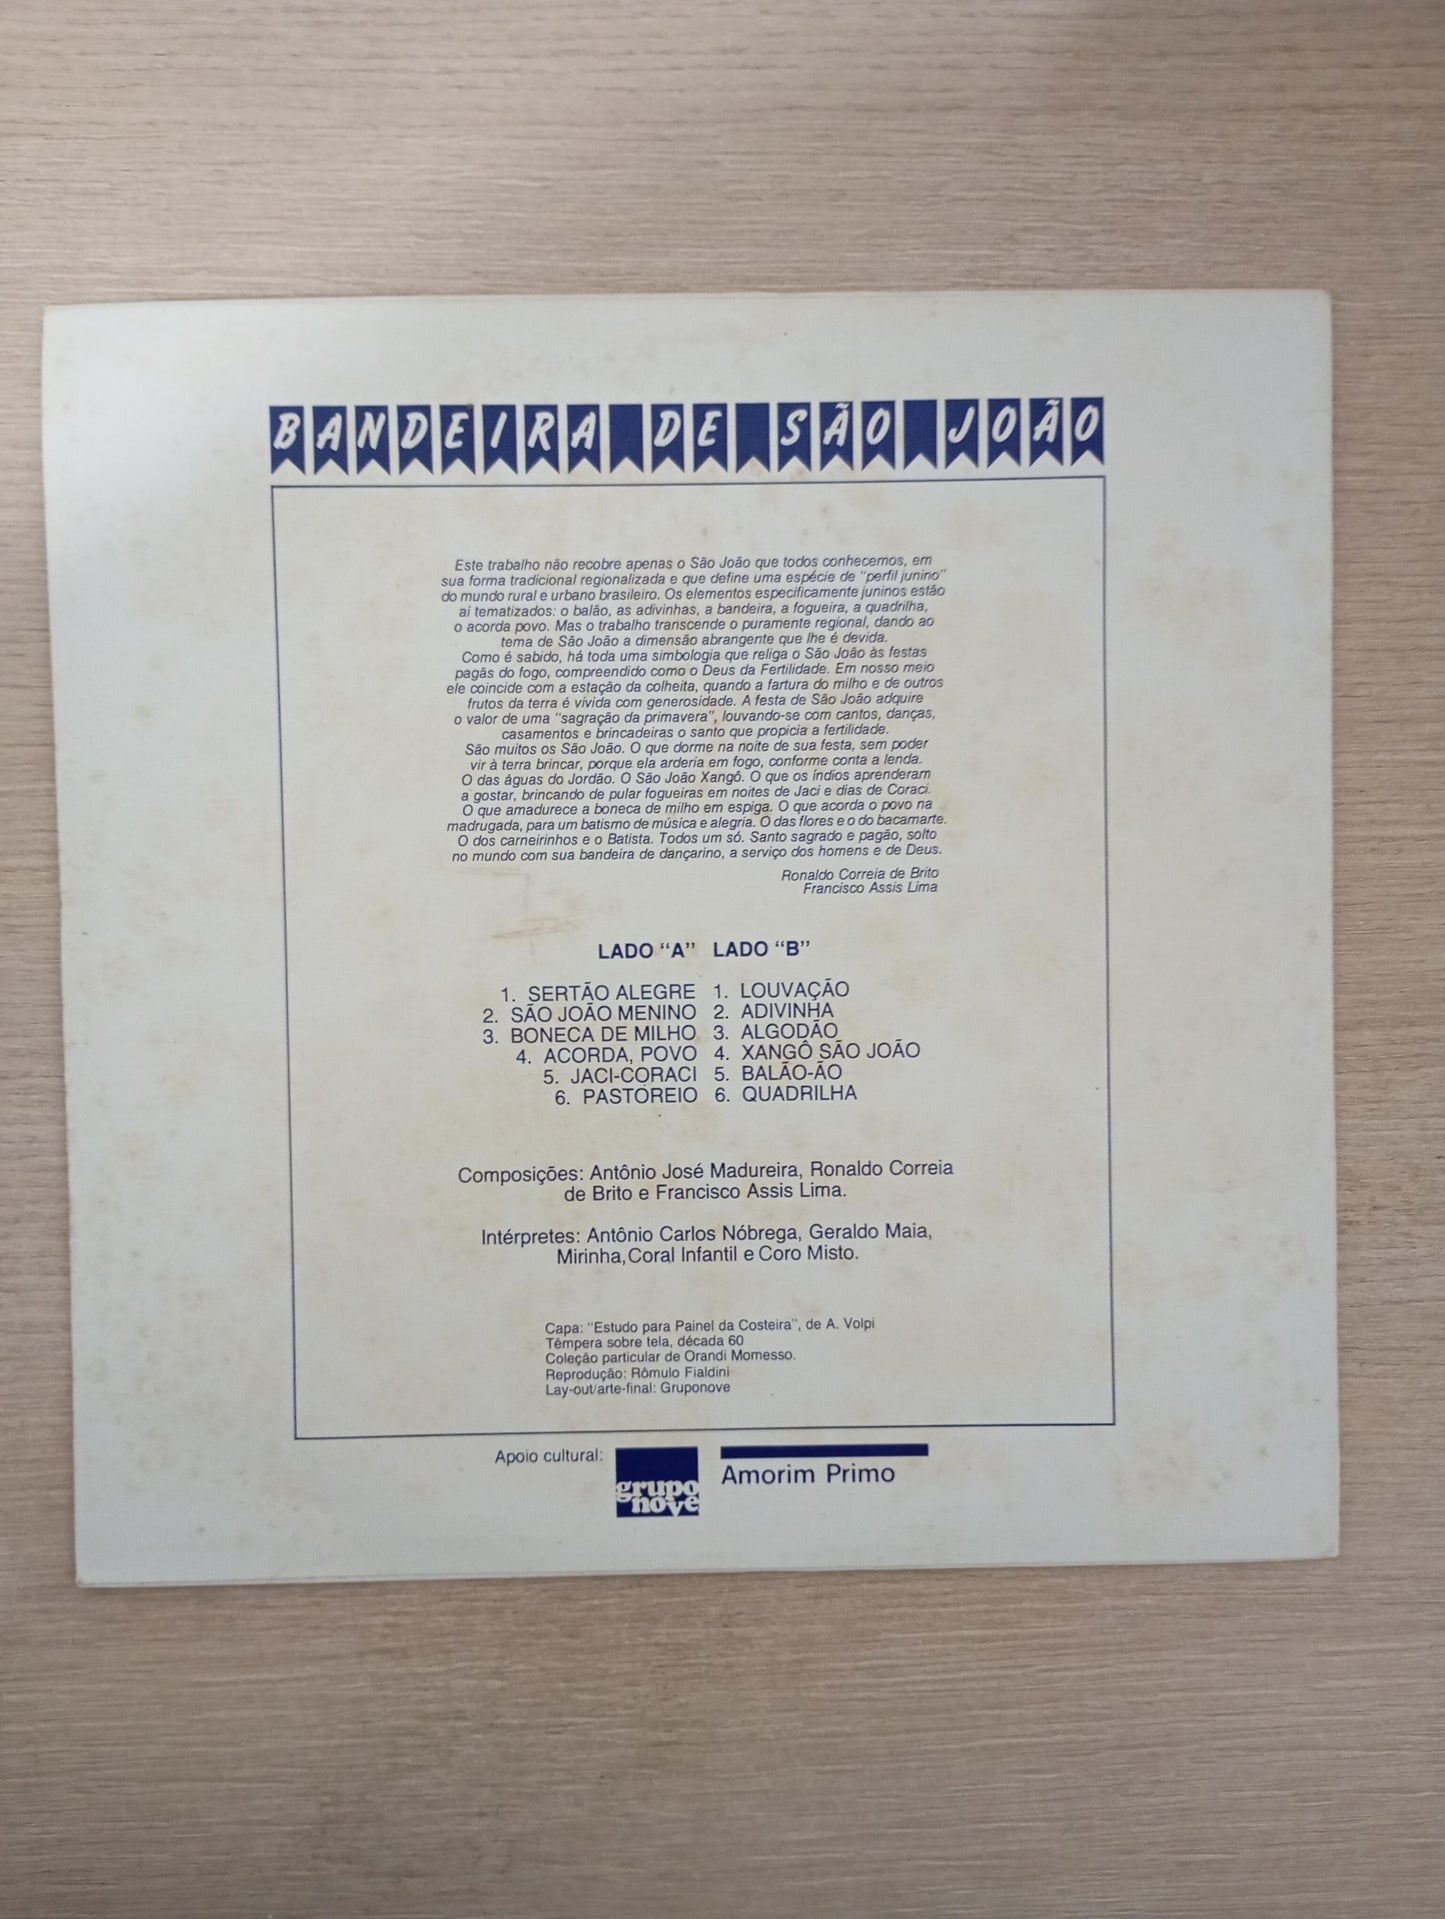 BANDEIRA DE SÃO JOÃO
Este trabalho não recobre apenas o São João que todos conhecemos, em
sua forma tradicional regionalizada e que define uma espécie de "perfil junino"
do mundo rural e urbano brasileiro. Os elementos especificamente juninos estão
aí tematizados: o balão, as adivinhas, a bandeira, a fogueira, a quadrilha,
o acorda povo. Mas o trabalho transcende o puramente regional, dando ao
tema de São João a dimensão abrangente que lhe é devida.
Como é sabido, há toda uma simbologia que religa o São João às festas
pagãs do fogo, compreendido como o Deus da Fertilidade. Em nosso meio
ele coincide com a estação da colheita, quando a fartura do milho e de outros
frutos da terra é vivida com generosidade. A festa de São João adquire
o valor de uma "sagração da primavera", louvando-se com cantos, danças,
casamentos e brincadeiras o santo que propicia a fertilidade.
São muitos os São João. O que dorme na noite de sua festa, sem poder
vir à terra brincar, porque ela arderia em fogo, conforme conta a lenda.
O das águas do Jordão. O São João Xangô. O que os índios aprenderam
a gostar, brincando de pular fogueiras em noites de Jaci e dias de Coraci.
O que amadurece a boneca de milho em espiga. O que acorda o povo na
madrugada, para um batismo de música e alegria. O das flores e o do bacamarte.
O dos carneirinhos e o Batista. Todos um só. Santo sagrado e pagão, solto
no mundo com sua bandeira de dançarino, a serviço dos homens e de Deus.
Ronaldo Correia de Brito
Francisco Assis Lima
LADO "A" LADO "B"
1. SERTÃO ALEGRE 1. LOUVAÇÃO
2. SÃO JOÃO MENINO 2. ADIVINHA
3. BONECA DE MILHO 3. ALGODÃO
4. ACORDA, POVO 4. XANGÔ SÃO JOÃO
5. JACI-CORACI 5. BALÃO-ÃO
6. PASTOREIO 6. QUADRILHA
Composições: Antônio José Madureira, Ronaldo Correia
de Brito e Francisco Assis Lima.
Intérpretes: Antônio Carlos Nóbrega, Geraldo Maia,
Mirinha, Coral Infantil e Coro Misto.
Capa: "Estudo para Painel da Costeira", de A. Volpi
Têmpera sobre tela, década 60
Coleção particular de Orandi Momesso.
Reprodução: Rômulo Fialdini
Lay-out/arte-final: Gruponove
Apoio cultural:
grupo
nove
Amorim Primo